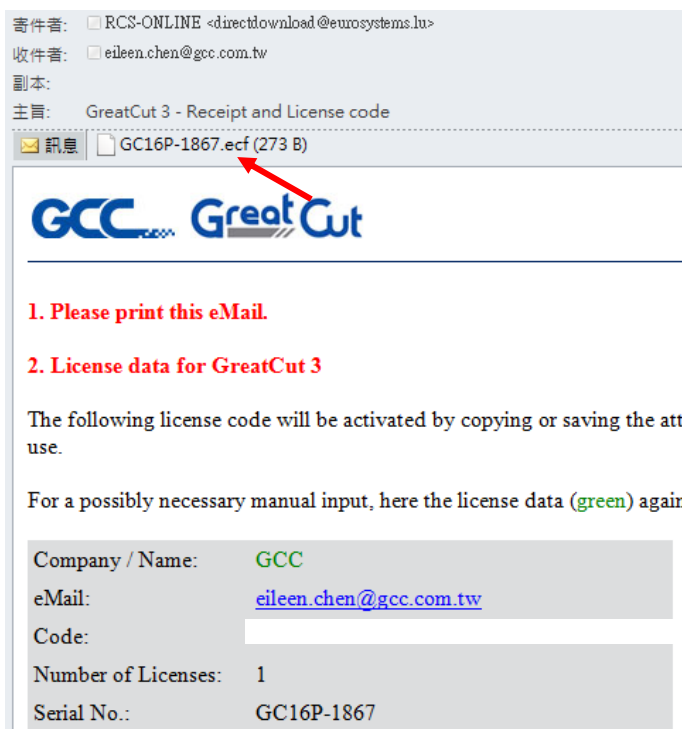 寄件者: RCS-ONLINE <directdownload@eurosystems.lu>
收件者: eileen.chen@gcc.com.tw
副本:
主旨: GreatCut 3 - Receipt and License code
訊息 GC16P-1867.ecf (273 B)
GCC GreatCut
1. Please print this eMail.
2. License data for GreatCut 3
The following license code will be activated by copying or saving the att
use.
For a possibly necessary manual input, here the license data (green) again
Company / Name: GCC
eMail: eileen.chen@gcc.com.tw
Code:
Number of Licenses: 1
Serial No.: GC16P-1867